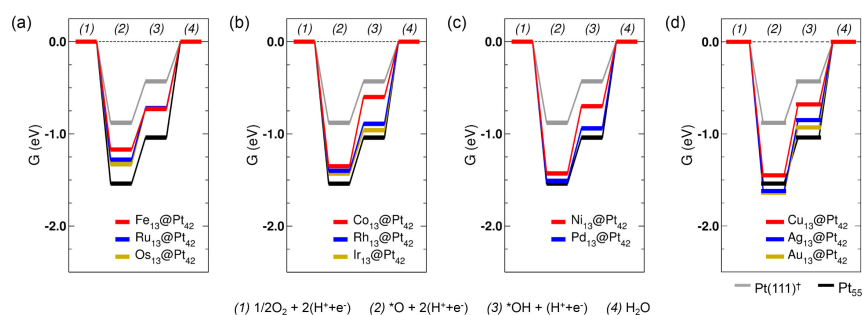 (a) (1) (2) (3) (4)
0.0
-1.0
-2.0
G (eV)
Fe13@Pt42
Ru13@Pt42
Os13@Pt42
(b) (1) (2) (3) (4)
0.0
-1.0
-2.0
G (eV)
Co13@Pt42
Rh13@Pt42
Ir13@Pt42
(c) (1) (2) (3) (4)
0.0
-1.0
-2.0
G (eV)
Ni13@Pt42
Pd13@Pt42
(d) (1) (2) (3) (4)
0.0
-1.0
-2.0
G (eV)
Cu13@Pt42
Ag13@Pt42
Au13@Pt42
Pt(111)† Pt55
(1) 1/2O2 + 2(H++e-) (2) *O + 2(H++e-) (3) *OH + (H++e-) (4) H2O